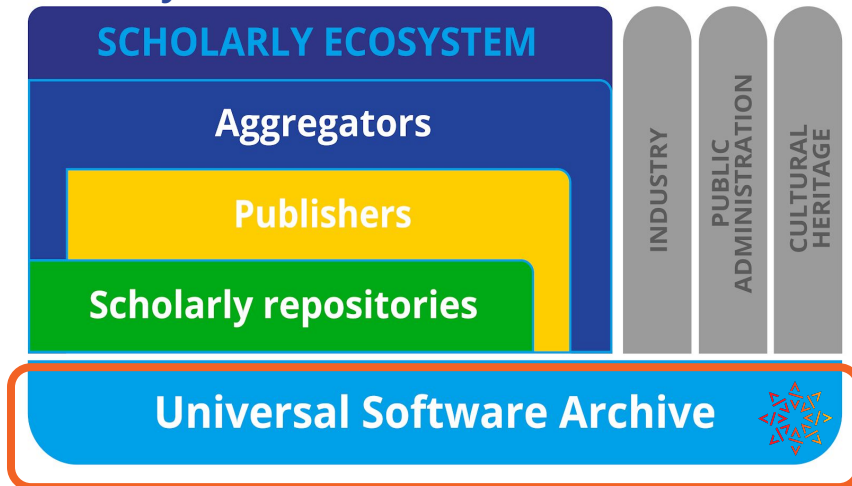 SCHOLARLY ECOSYSTEM
Aggregators
Publishers
Scholarly repositories
INDUSTRY
PUBLIC
ADMINISTRATION
CULTURAL
HERITAGE
Universal Software Archive